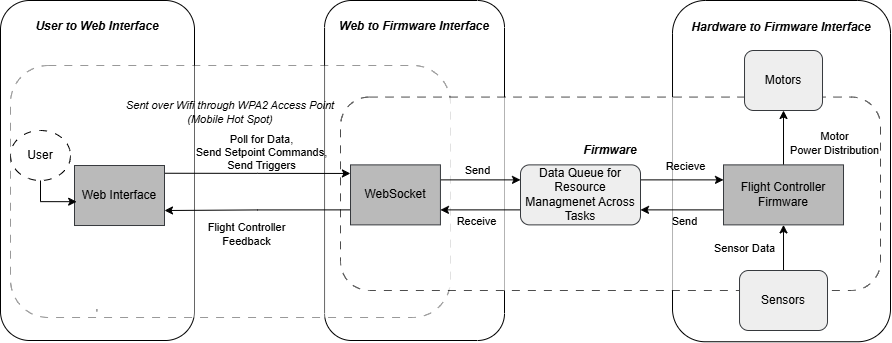 User to Web Interface
Web to Firmware Interface
Hardware to Firmware Interface
Sent over Wifi through WPA2 Access Point
(Mobile Hot Spot)
Poll for Data,
Send Setpoint Commands,
Send Triggers
User
Web Interface
Flight Controller
Feedback
WebSocket
Send
Receive
Firmware
Data Queue for
Resource
Managmenet Across
Tasks
Recieve
Send
Motors
Motor
Power Distribution
Flight Controller
Firmware
Sensor Data
Sensors